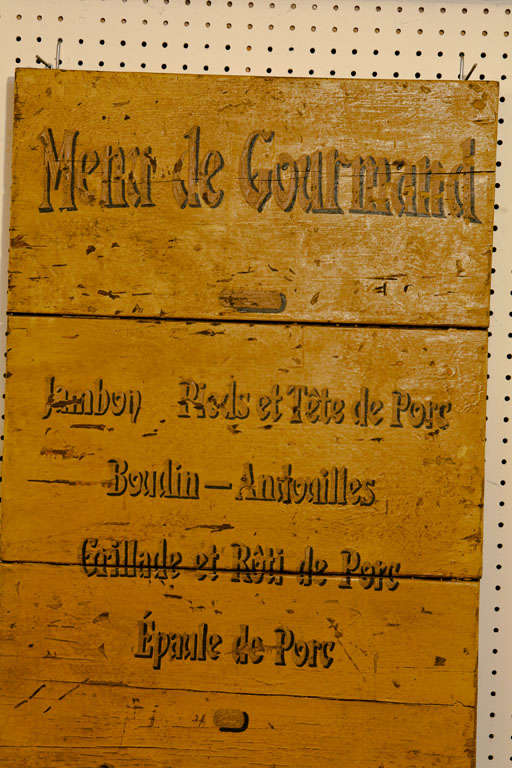 Menu de Gourmand
Jambon Pieds et Tête de Porc
Boudin — Andouilles
Grillade et Rôti de Porc
Épaule de Porc